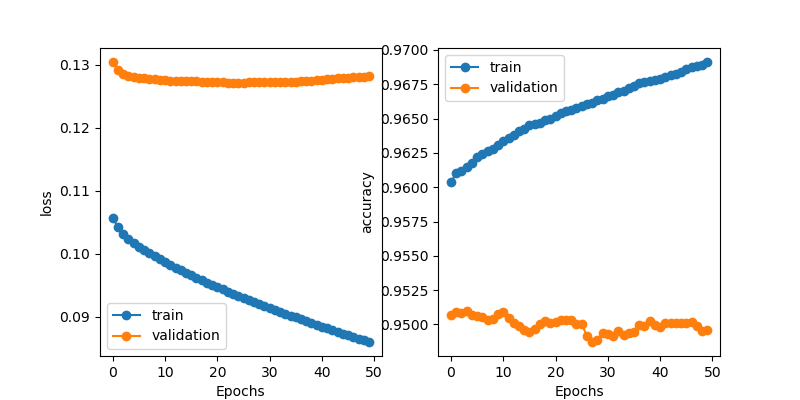 0.13
0.12
0.11
0.10
0.09
loss
train
validation
0 10 20 30 40 50
Epochs
0.9700
0.9675
0.9650
0.9625
0.9600
0.9575
0.9550
0.9525
0.9500
accuracy
train
validation
0 10 20 30 40 50
Epochs